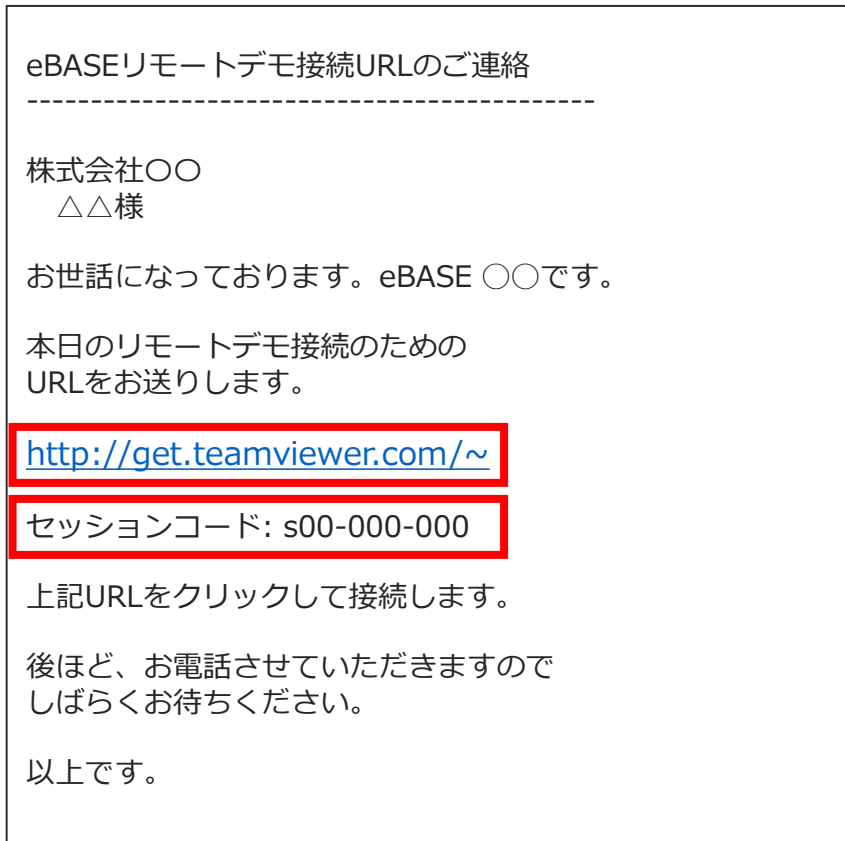 eBASEリモートデモ接続URLのご連絡
--------------------------------------------
株式会社〇〇
　△△様
お世話になっております。eBASE ○○です。
本日のリモートデモ接続のための
URLをお送りします。
http://get.teamviewer.com/~
セッションコード: s00-000-000
上記URLをクリックして接続します。
後ほど、お電話させていただきますので
しばらくお待ちください。
以上です。